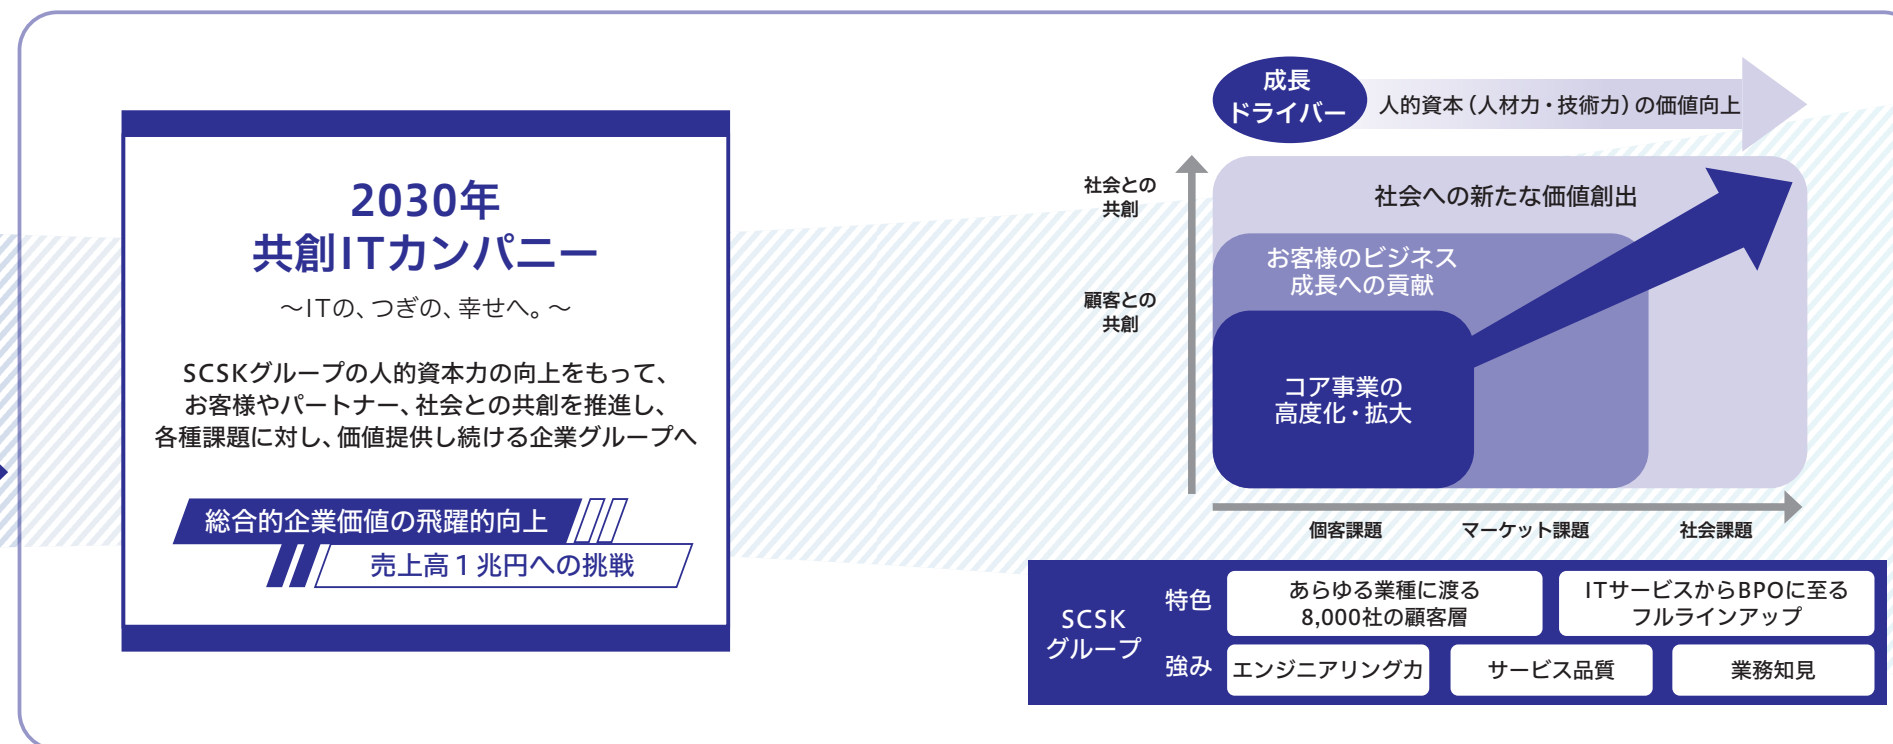 2030年
共創ITカンパニー
～ITの、つぎの、幸せへ。～
SCSKグループの人的資本力の向上をもって、
お客様やパートナー、社会との共創を推進し、
各種課題に対し、価値提供し続ける企業グループへ
総合的企業価値の飛躍的向上
売上高１兆円への挑戦
成長
ドライバー
人的資本（人材力・技術力）の価値向上
社会との
共創
顧客との
共創
社会への新たな価値創出
お客様のビジネス
成長への貢献
コア事業の
高度化・拡大
個客課題
マーケット課題
社会課題
SCSK
グループ
特色
あらゆる業種に渡る
8,000社の顧客層
ITサービスからBPOに至る
フルラインアップ
強み
エンジニアリング力
サービス品質
業務知見